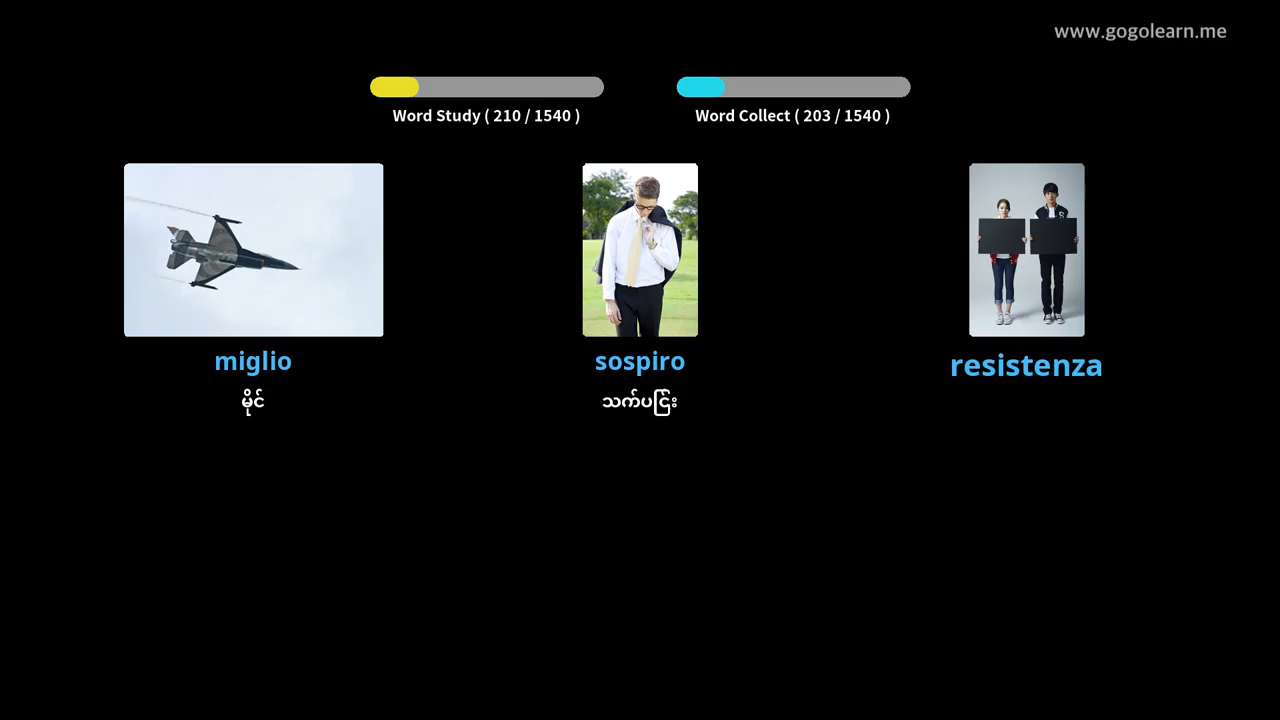 www.gogolearn.me
Word Study ( 210 / 1540 )
Word Collect ( 203 / 1540 )
miglio
sospiro
resistenza
မိုင်
သက်ပြင်း